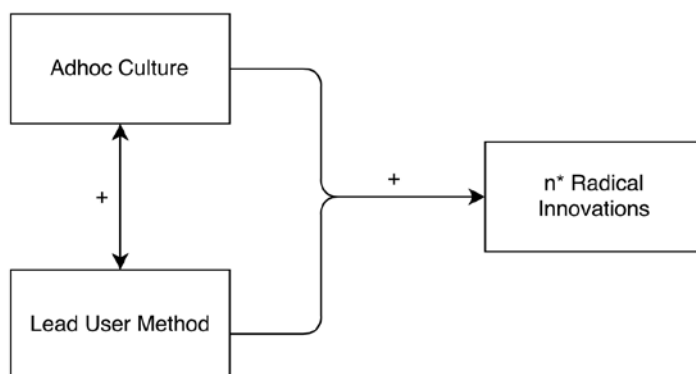 Adhoc Culture
+
+
n* Radical
Innovations
Lead User Method